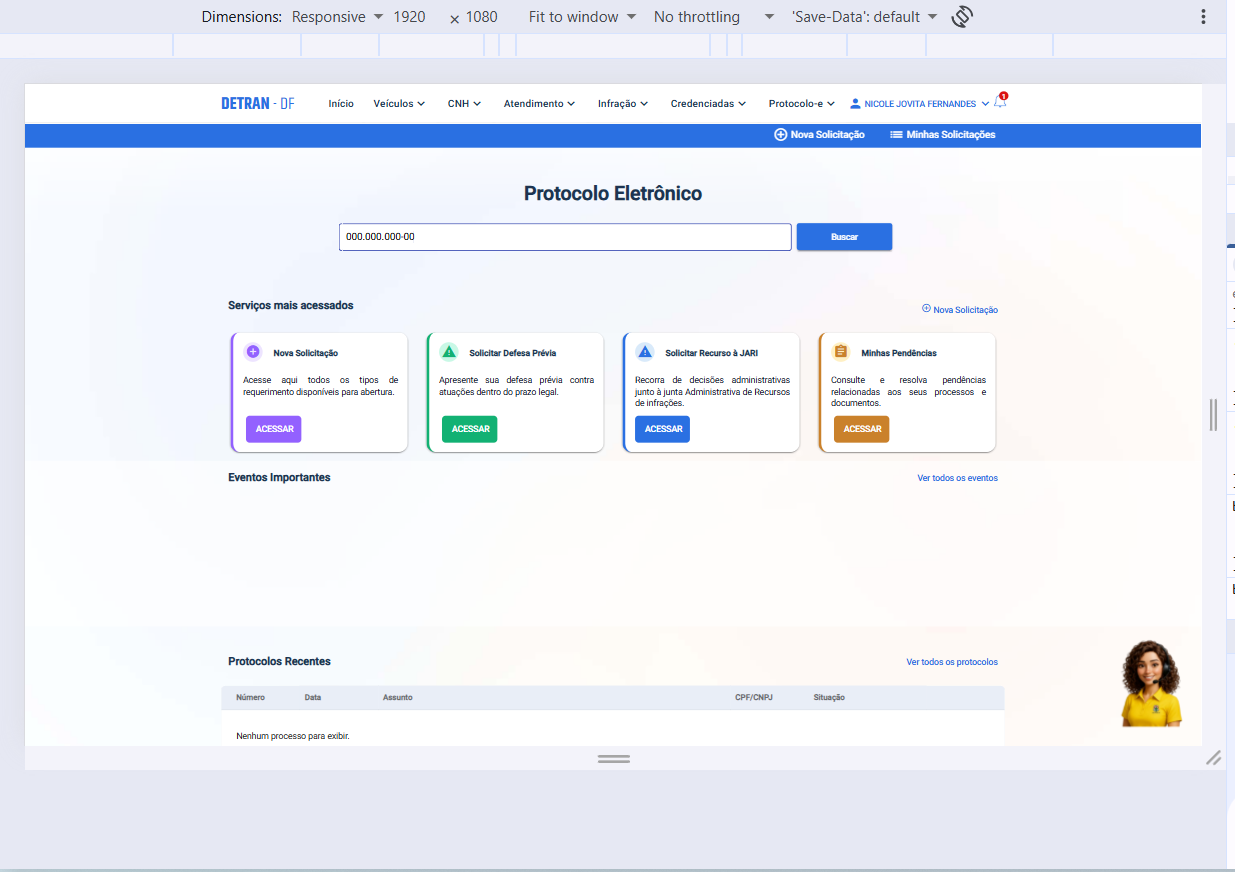 Dimensions: Responsive 1920 × 1080 Fit to window No throttling 'Save-Data': default
DETRAN - DF Início Veículos CNH Atendimento Infração Credenciadas Protocolo-e NICOLE JOVITA FERNANDES 1
Nova Solicitação Minhas Solicitações
Protocolo Eletrônico
000.000.000-00 Buscar
Serviços mais acessados
Nova Solicitação
Nova Solicitação
Acesse aqui todos os tipos de
requerimento disponíveis para abertura.
ACESSAR
Solicitar Defesa Prévia
Apresente sua defesa prévia contra
atuações dentro do prazo legal.
ACESSAR
Solicitar Recurso à JARI
Recorra de decisões administrativas
junto à junta Administrativa de Recursos
de infrações.
ACESSAR
Minhas Pendências
Consulte e resolva pendências
relacionadas aos seus processos e
documentos.
ACESSAR
Eventos Importantes
Ver todos os eventos
Protocolos Recentes
Ver todos os protocolos
Número Data Assunto CPF/CNPJ Situação
Nenhum processo para exibir.